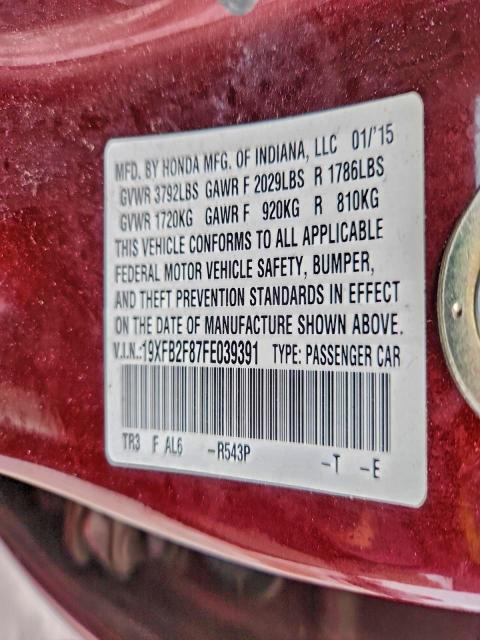 MFD. BY HONDA MFG. OF INDIANA, LLC 01/'15
GVWR 3792LBS GAWR F 2029LBS R 1786LBS
GVWR 1720KG GAWR F 920KG R 810KG
THIS VEHICLE CONFORMS TO ALL APPLICABLE
FEDERAL MOTOR VEHICLE SAFETY, BUMPER,
AND THEFT PREVENTION STANDARDS IN EFFECT
ON THE DATE OF MANUFACTURE SHOWN ABOVE.
V.I.N.:19XFB2F87FE039391 TYPE: PASSENGER CAR
TR3 F AL6 -R543P -T -E